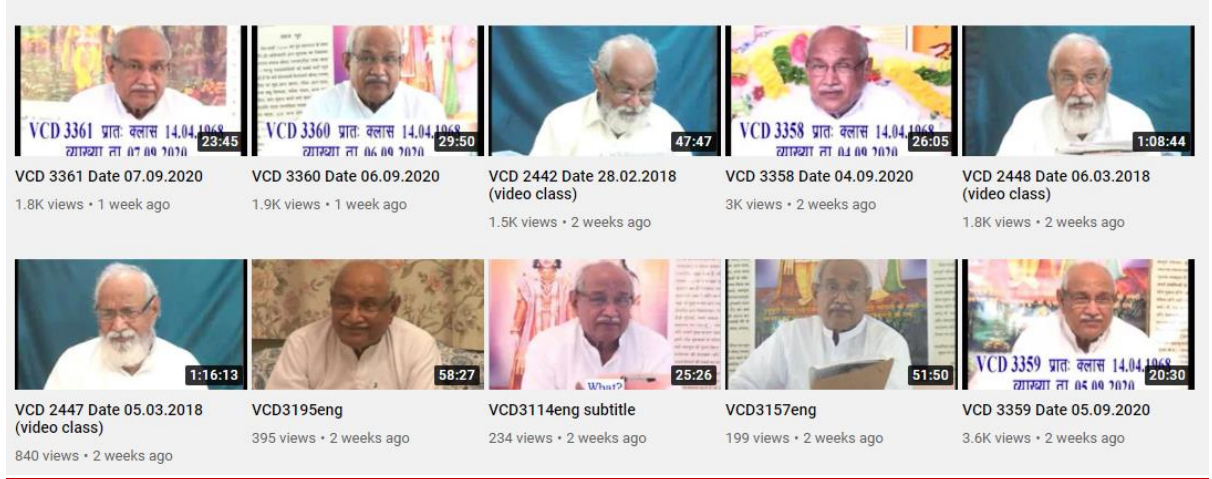 VCD 3361 प्रातः क्लास 14.04.1968
व्याख्या ता 07.09.2020
23:45
VCD 3360 प्रातः क्लास 14.04.1968
व्याख्या ता 06.09.2020
29:50
47:47
VCD 3358 प्रातः क्लास 14.04.1968
व्याख्या ता 04.09.2020
26:05
1:08:44
VCD 3361 Date 07.09.2020
1.8K views • 1 week ago
VCD 3360 Date 06.09.2020
1.9K views • 1 week ago
VCD 2442 Date 28.02.2018
(video class)
1.5K views • 2 weeks ago
VCD 3358 Date 04.09.2020
3K views • 2 weeks ago
VCD 2448 Date 06.03.2018
(video class)
1.8K views • 2 weeks ago
1:16:13
58:27
What?
25:26
51:50
VCD 3359 प्रातः क्लास 14.04.1968
व्याख्या ता 05.09.2020
20:30
VCD 2447 Date 05.03.2018
(video class)
840 views • 2 weeks ago
VCD3195eng
395 views • 2 weeks ago
VCD3114eng subtitle
234 views • 2 weeks ago
VCD3157eng
199 views • 2 weeks ago
VCD 3359 Date 05.09.2020
3.6K views • 2 weeks ago